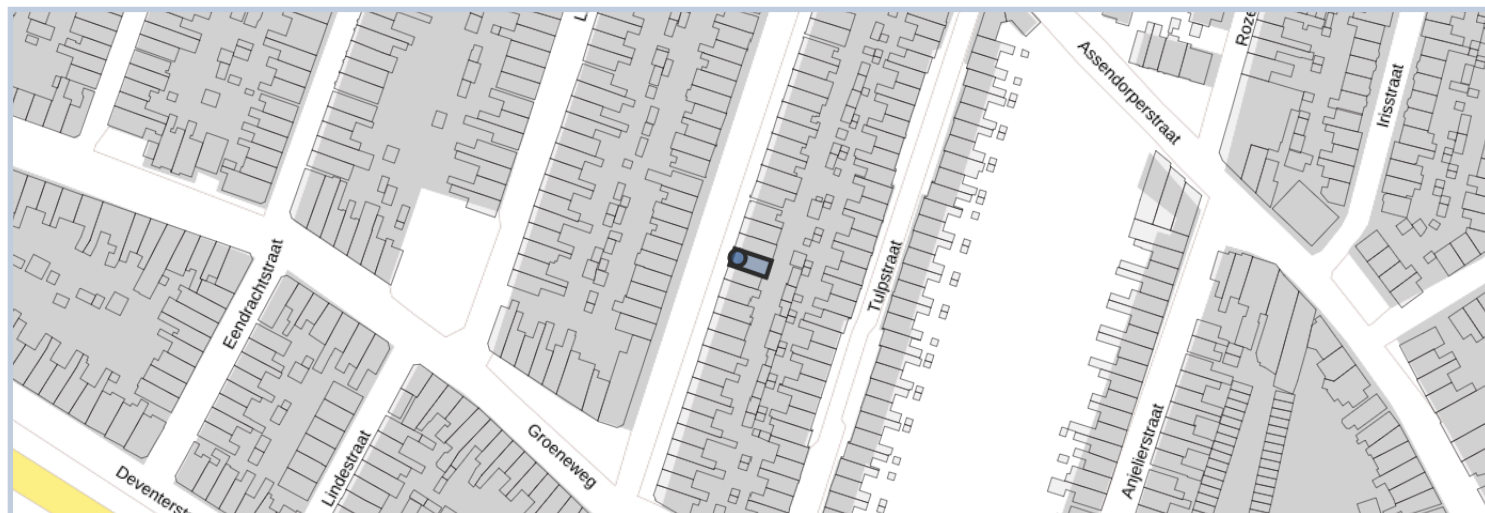 Assendorperstraat
Irisstraat
Eendrachtstraat
Tulpstraat
Lindestraat
Groeneweg
Anjelierstraat